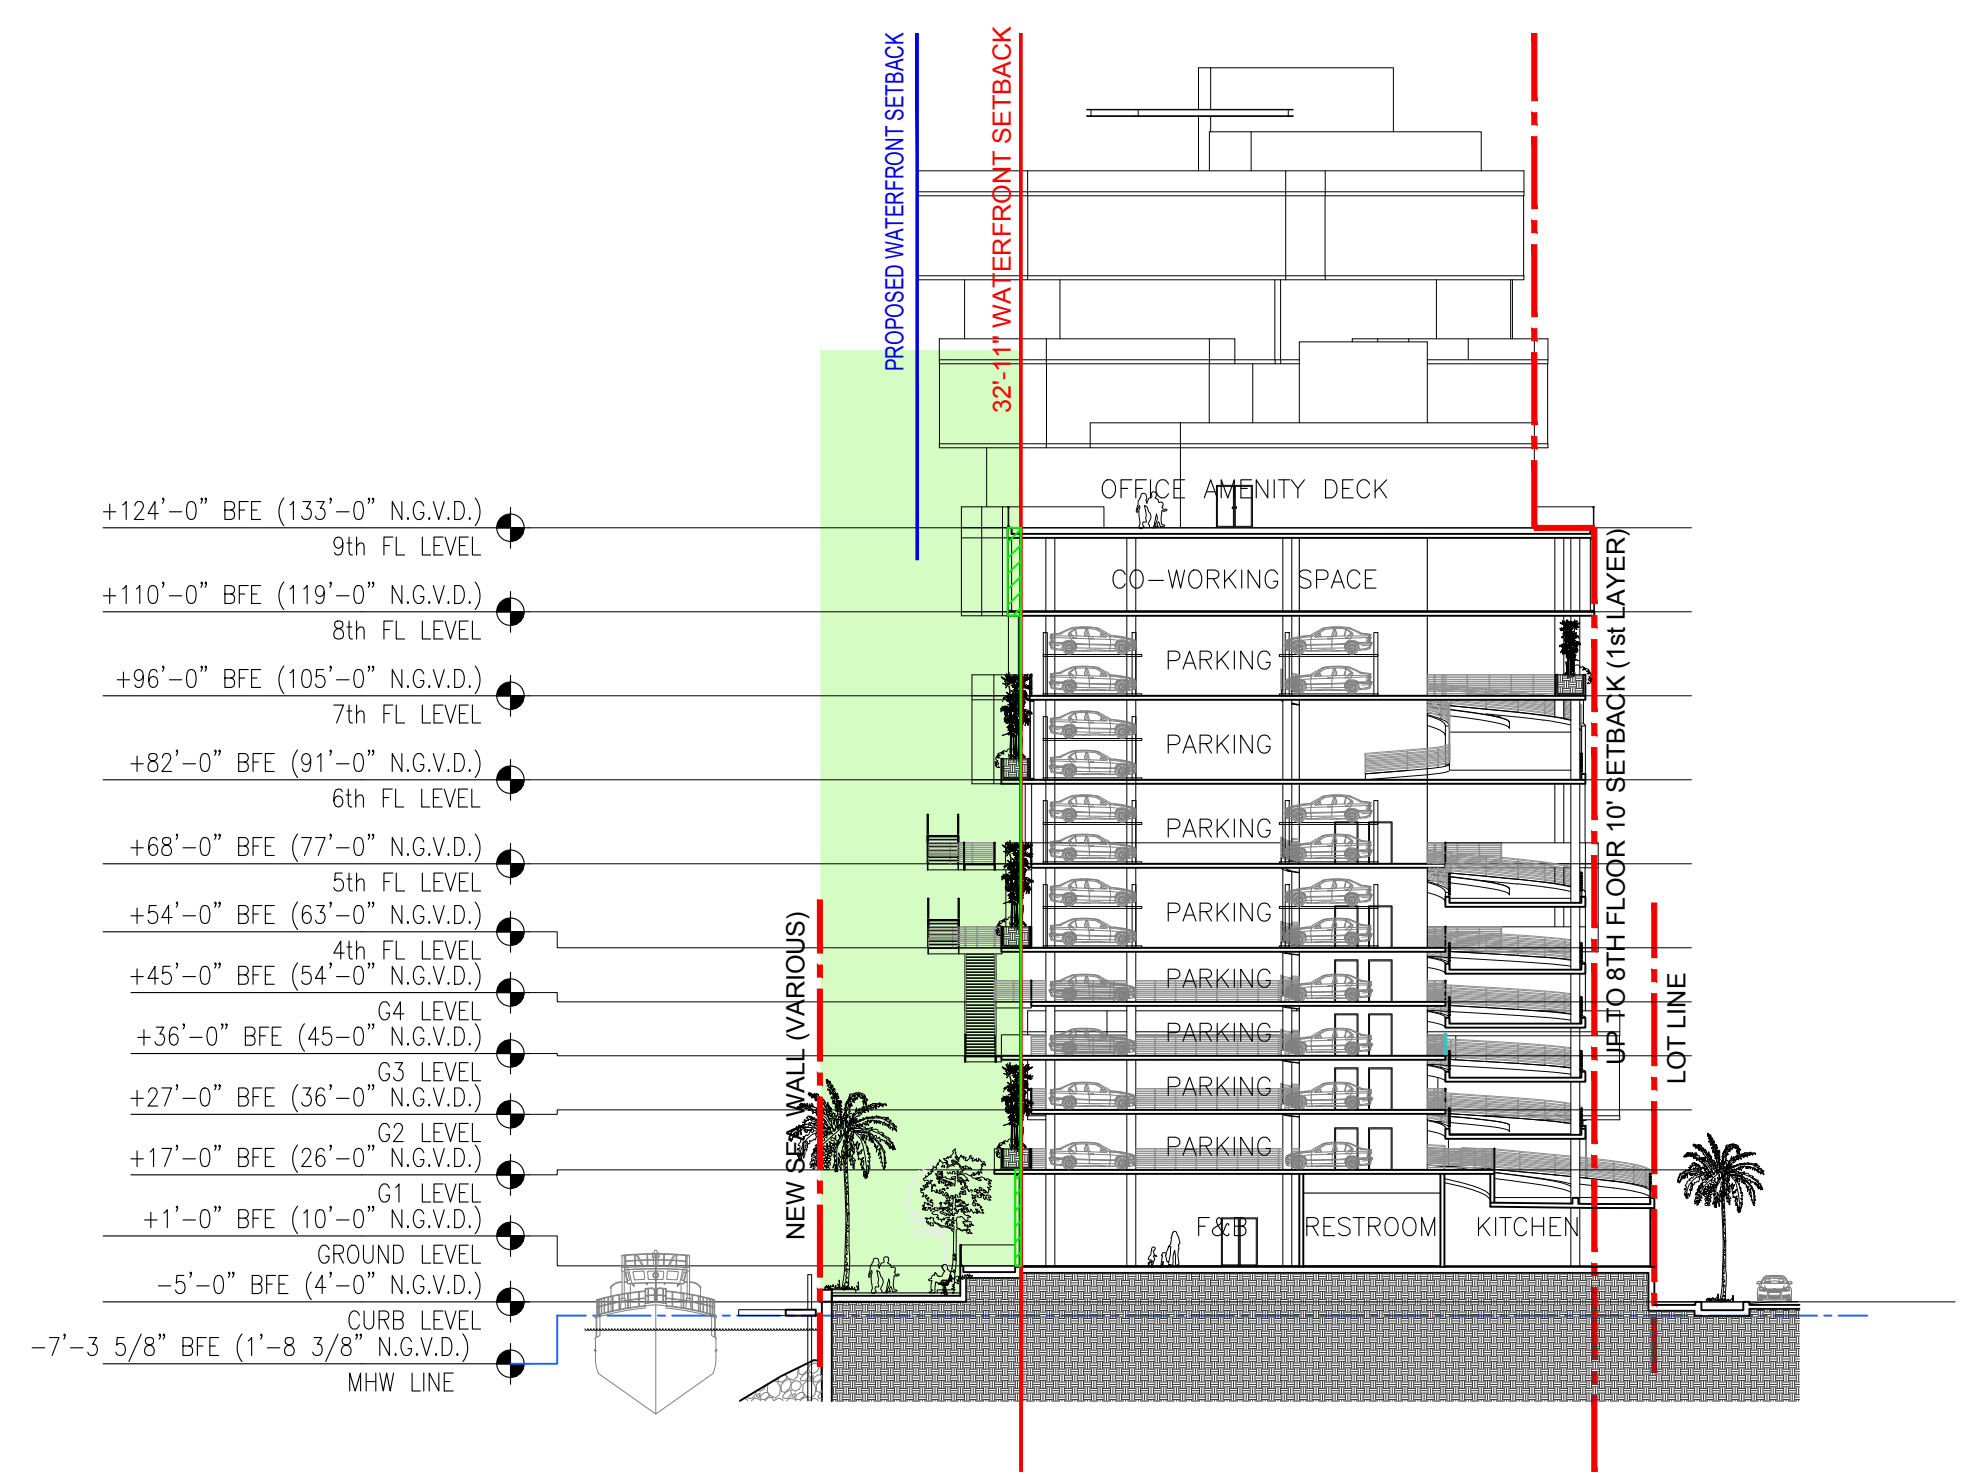 PROPOSED WATERFRONT SETBACK
32'-11" WATERFRONT SETBACK
OFFICE AMENITY DECK
+124'-0" BFE (133'-0" N.G.V.D.)
9th FL LEVEL
CO-WORKING SPACE
+110'-0" BFE (119'-0" N.G.V.D.)
8th FL LEVEL
PARKING
+96'-0" BFE (105'-0" N.G.V.D.)
7th FL LEVEL
PARKING
+82'-0" BFE (91'-0" N.G.V.D.)
6th FL LEVEL
PARKING
+68'-0" BFE (77'-0" N.G.V.D.)
5th FL LEVEL
PARKING
+54'-0" BFE (63'-0" N.G.V.D.)
4th FL LEVEL
PARKING
+45'-0" BFE (54'-0" N.G.V.D.)
G4 LEVEL
PARKING
+36'-0" BFE (45-0" N.G.V.D.)
G3 LEVEL
PARKING
+27'-0" BFE (36'-0" N.G.V.D.)
G2 LEVEL
PARKING
+17'-0" BFE (26'-0" N.G.V.D.)
G1 LEVEL
+1'-0" BFE (10'-0" N.G.V.D.)
GROUND LEVEL
F&B RESTROOM KITCHEN
-5'-0" BFE (4'-0" N.G.V.D.)
CURB LEVEL
-7'-3 5/8" BFE (1'-8 3/8" N.G.V.D.)
MHW LINE
NEW SEA WALL (VARIOUS)
UP TO 8TH FLOOR 10' SETBACK (1st LAYER)
LOT LINE